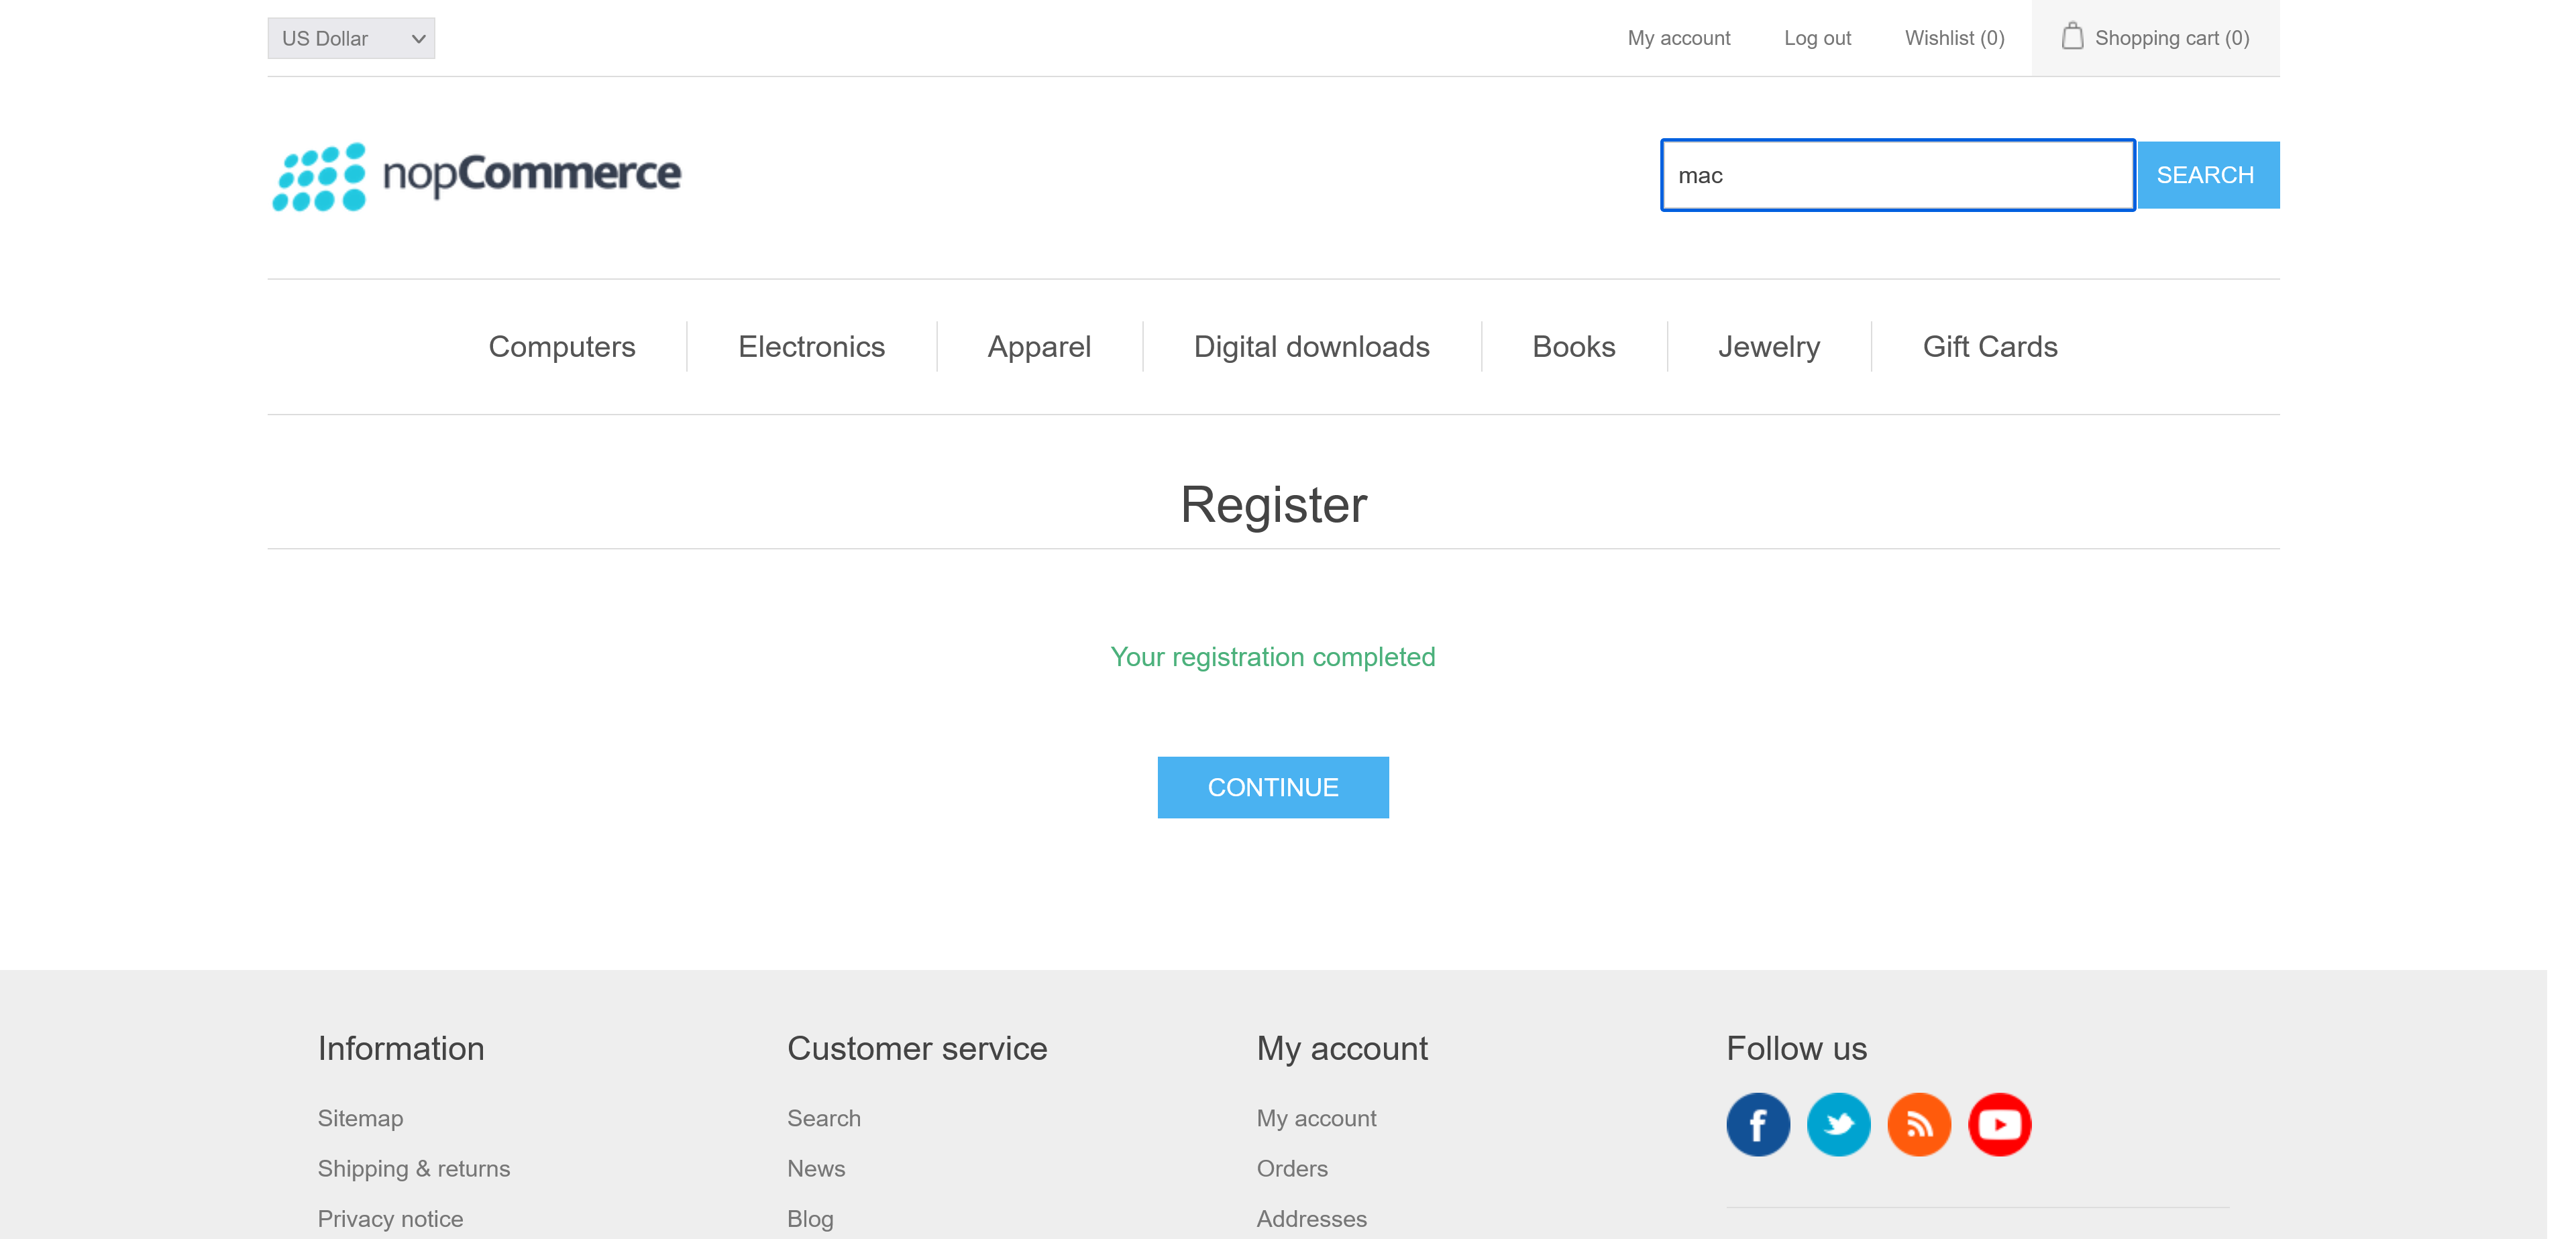 US Dollar
My account
Log out
Wishlist (0)
Shopping cart (0)
nopCommerce
mac
SEARCH
Computers
Electronics
Apparel
Digital downloads
Books
Jewelry
Gift Cards
Register
Your registration completed
CONTINUE
Information
Sitemap
Shipping & returns
Privacy notice
Customer service
Search
News
Blog
My account
My account
Orders
Addresses
Follow us